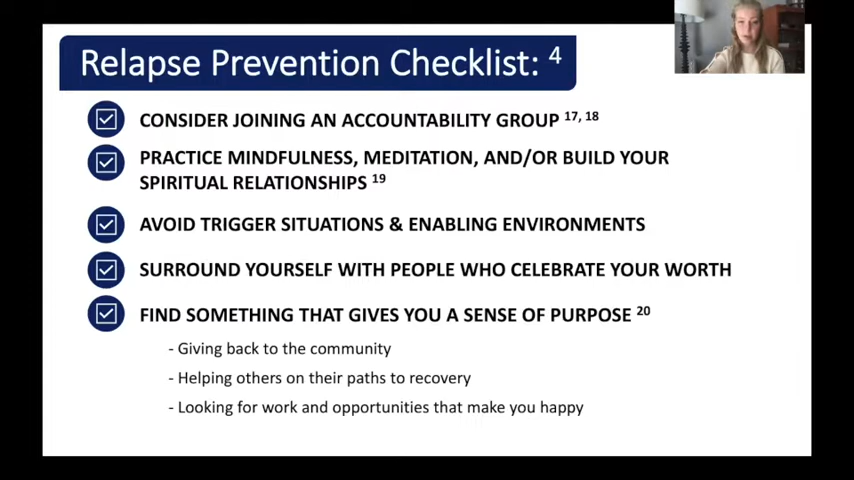 Relapse Prevention Checklist: 4
CONSIDER JOINING AN ACCOUNTABILITY GROUP 17, 18
PRACTICE MINDFULNESS, MEDITATION, AND/OR BUILD YOUR
SPIRITUAL RELATIONSHIPS 19
AVOID TRIGGER SITUATIONS & ENABLING ENVIRONMENTS
SURROUND YOURSELF WITH PEOPLE WHO CELEBRATE YOUR WORTH
FIND SOMETHING THAT GIVES YOU A SENSE OF PURPOSE 20
- Giving back to the community
- Helping others on their paths to recovery
- Looking for work and opportunities that make you happy